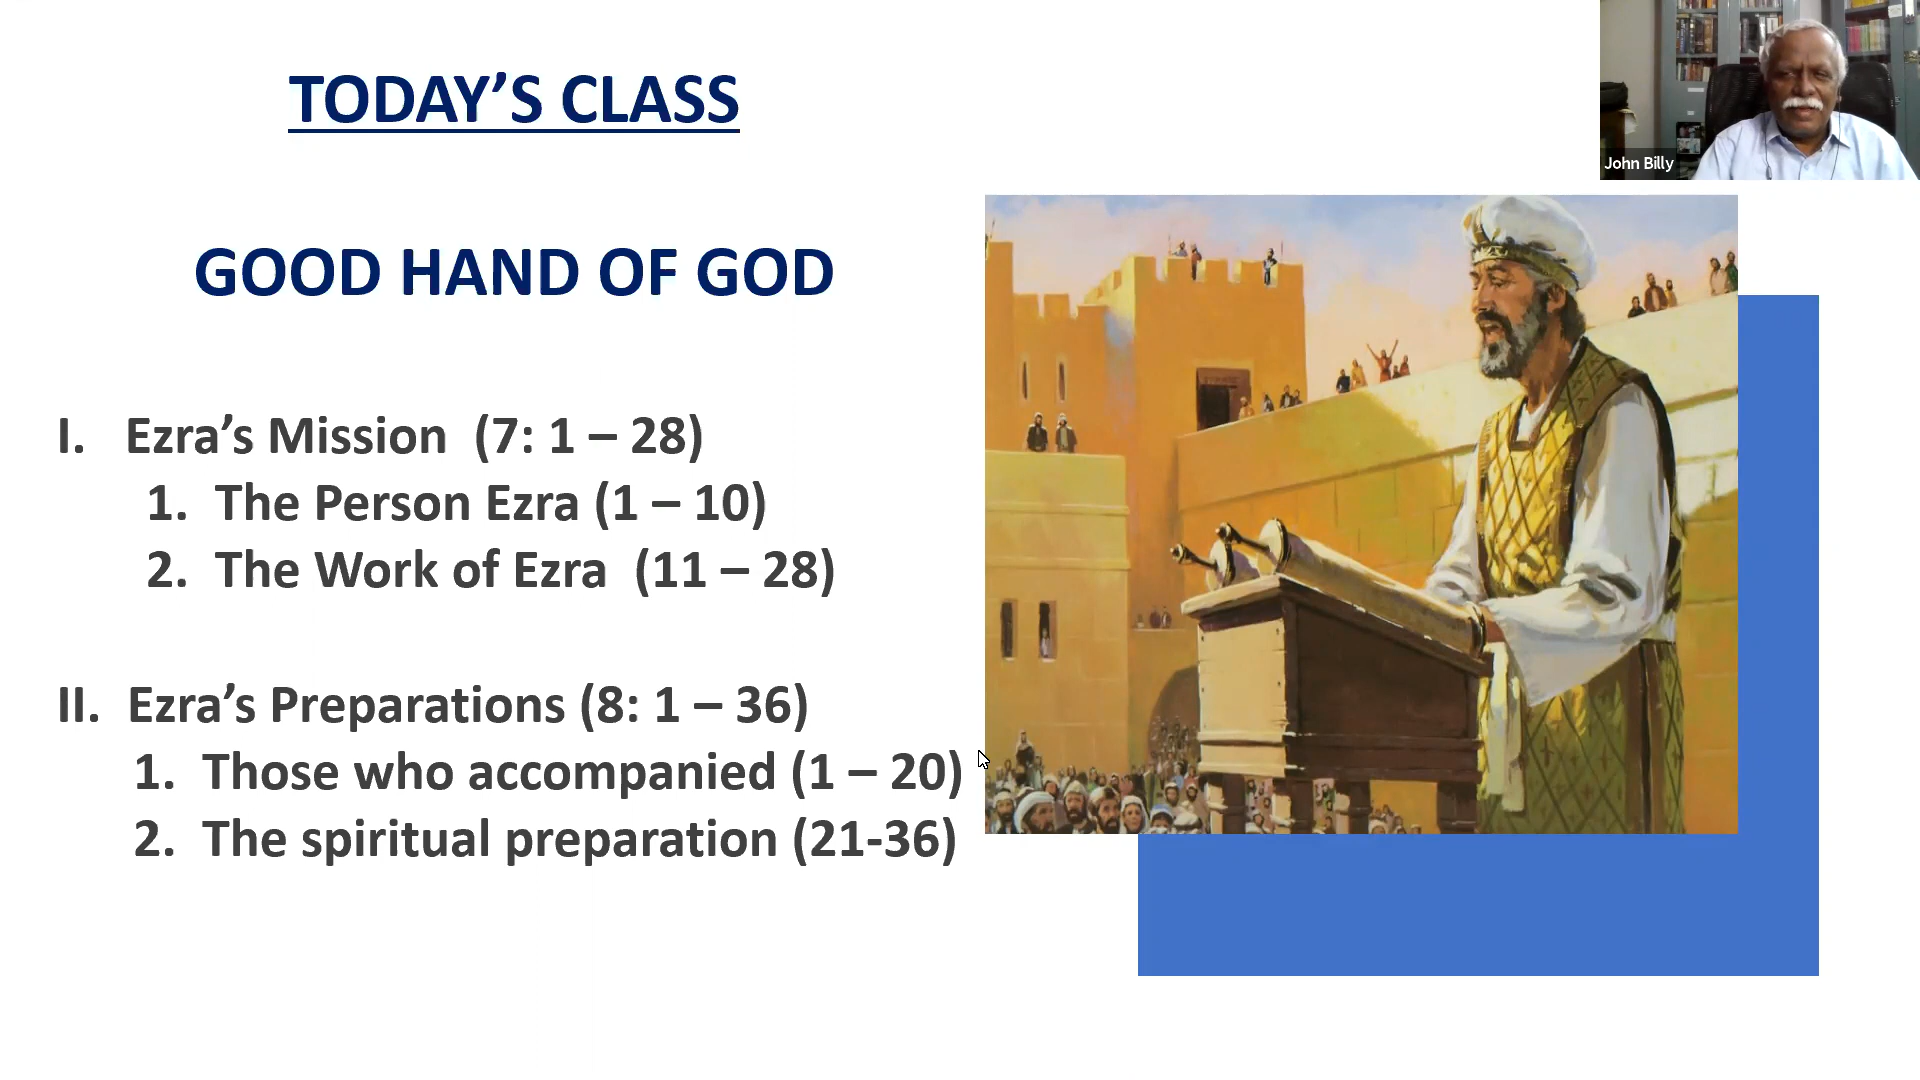 TODAY’S CLASS
GOOD HAND OF GOD
I. Ezra’s Mission (7: 1 – 28)
1. The Person Ezra (1 – 10)
2. The Work of Ezra (11 – 28)
II. Ezra’s Preparations (8: 1 – 36)
1. Those who accompanied (1 – 20)
2. The spiritual preparation (21-36)
John Billy